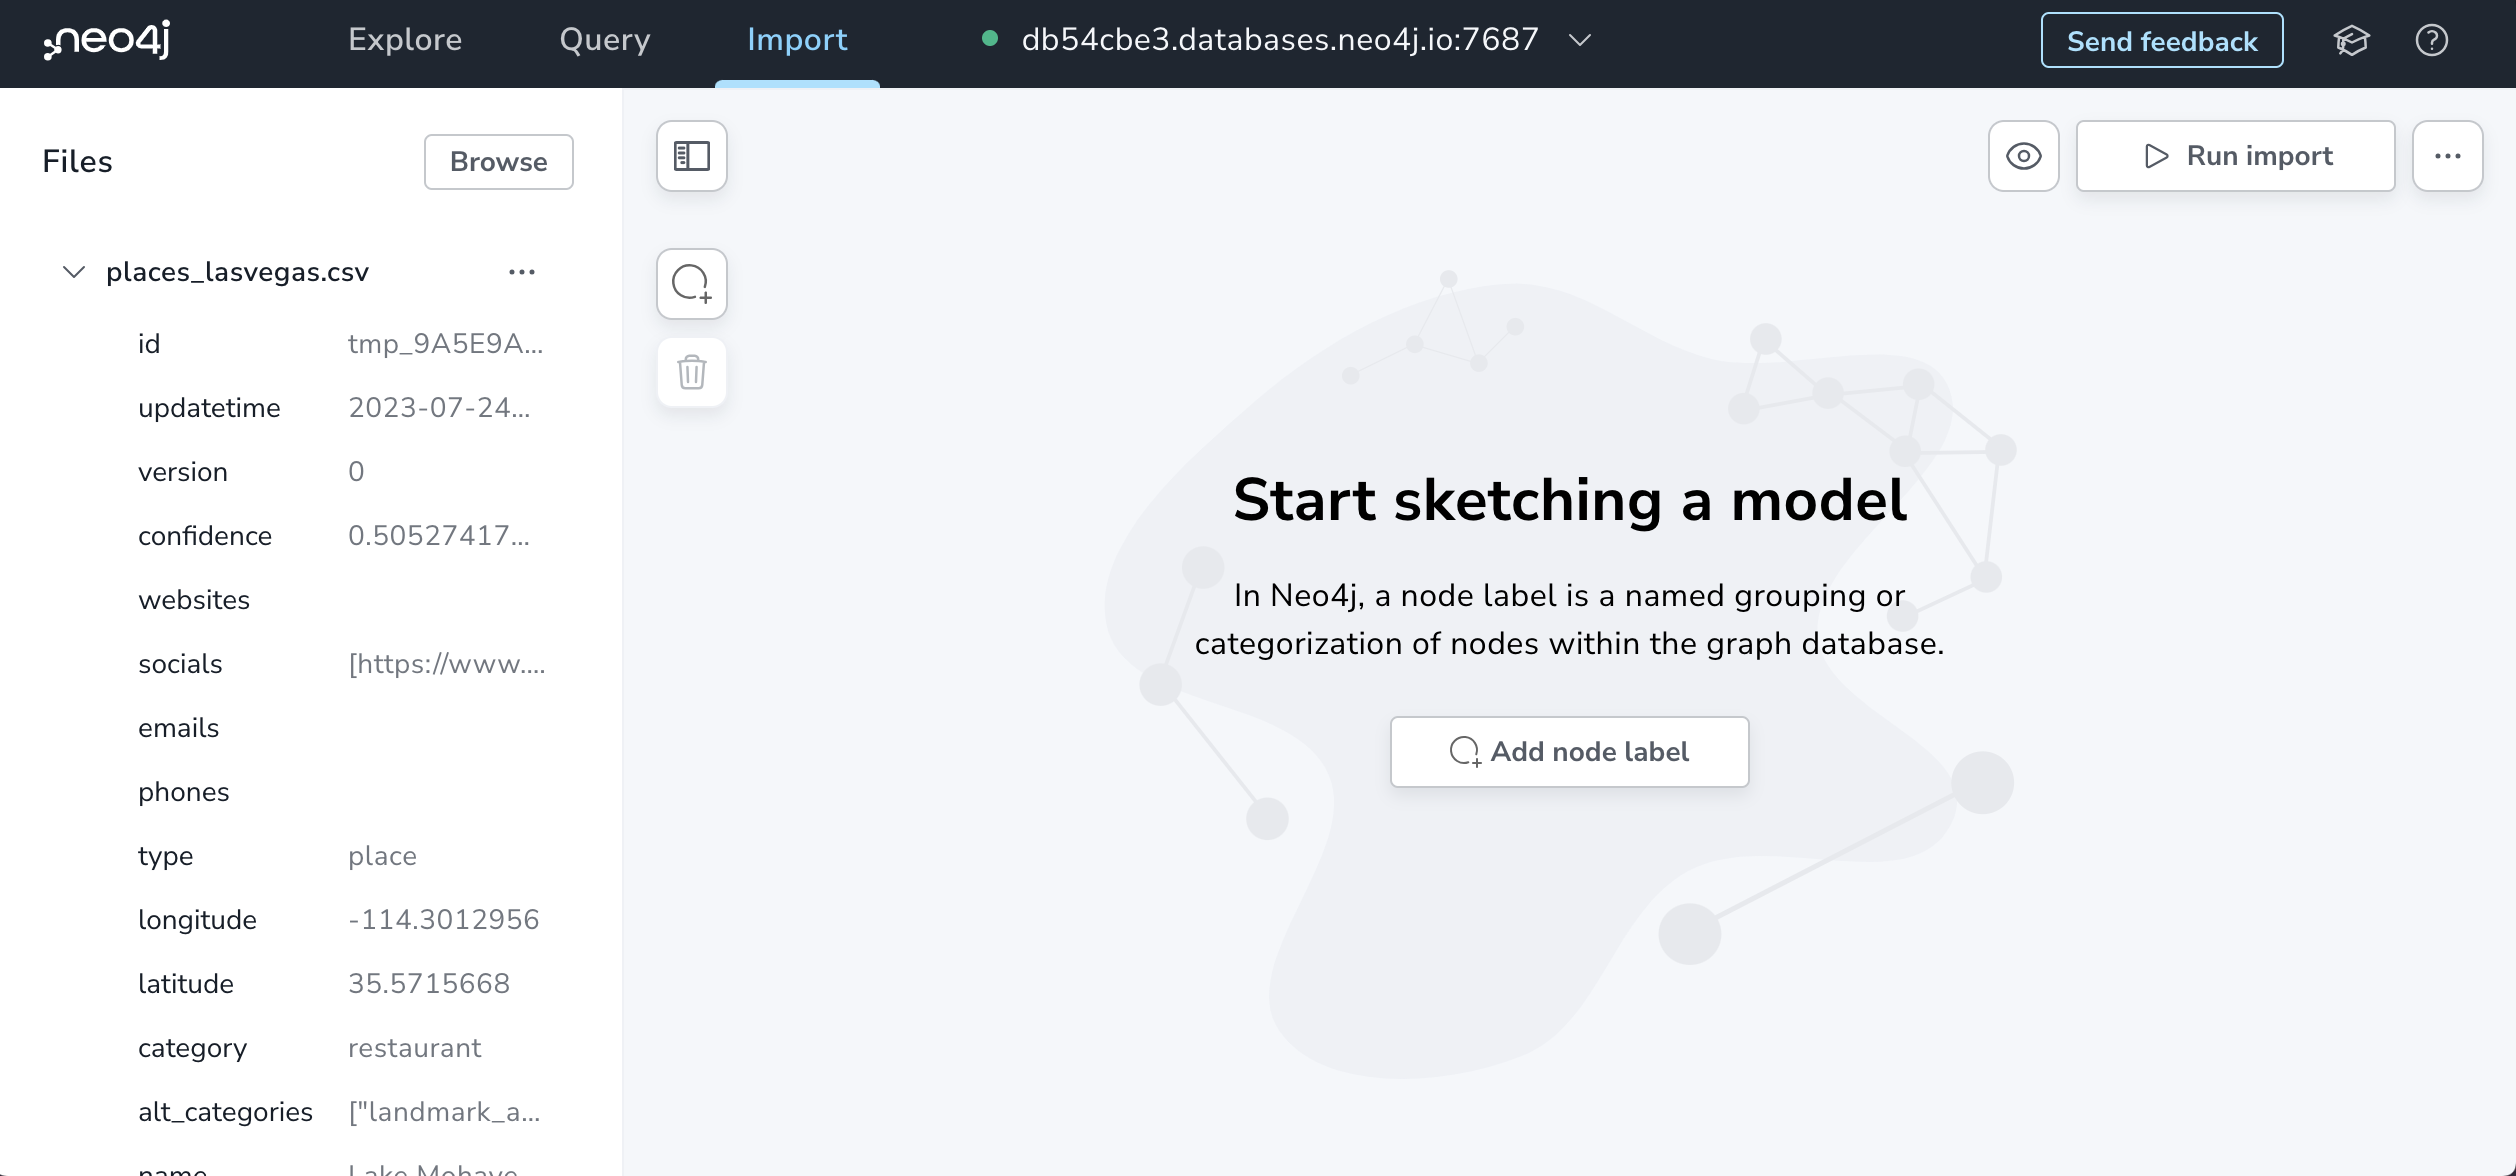 neo4j Explore Query Import db54cbe3.databases.neo4j.io:7687 Send feedback
Files Browse
Run import
places_lasvegas.csv
id tmp_9A5E9A...
updatetime 2023-07-24...
version 0
confidence 0.50527417...
websites
socials [https://www....
emails
phones
type place
longitude -114.3012956
latitude 35.5715668
category restaurant
alt_categories ["landmark_a...
name Lake Mohave
Start sketching a model
In Neo4j, a node label is a named grouping or
categorization of nodes within the graph database.
Add node label